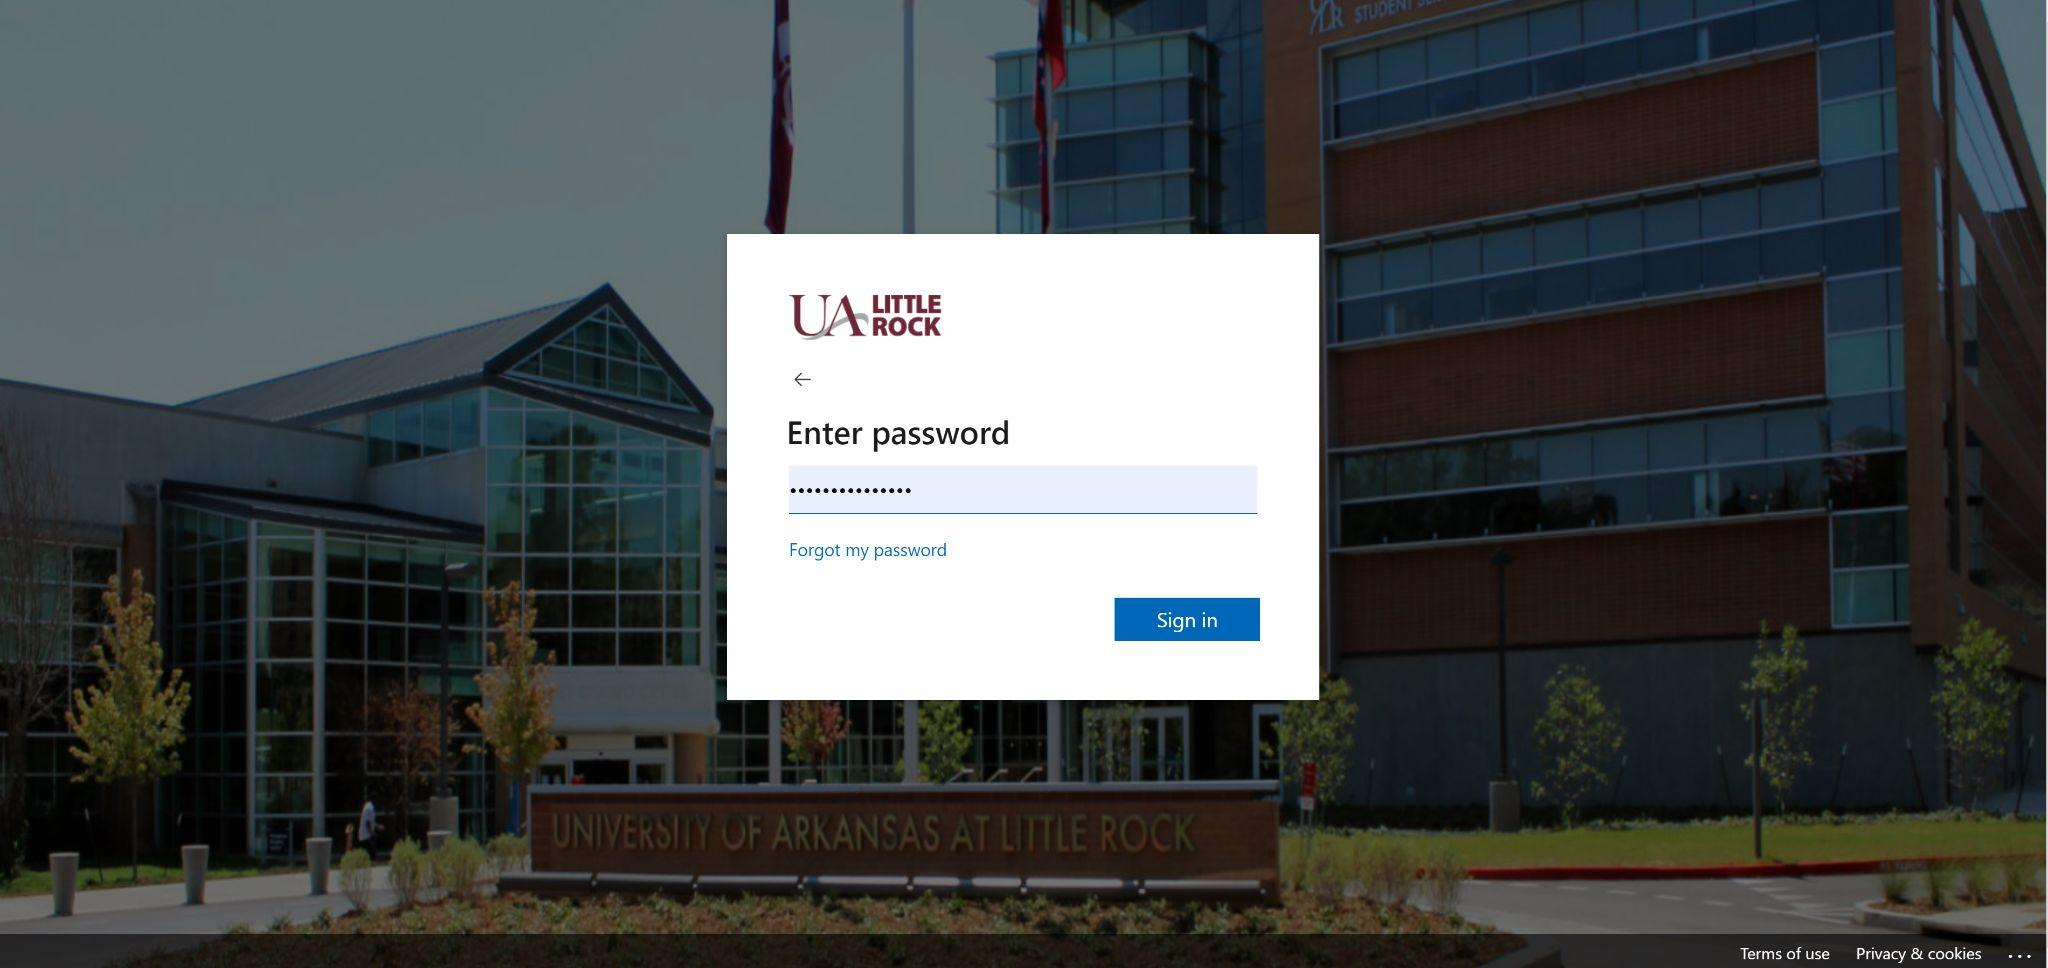 STUDENT
UA LITTLE
ROCK
←
Enter password
•••••••••••••••
Forgot my password
Sign in
UNIVERSITY OF ARKANSAS AT LITTLE ROCK
Terms of use Privacy & cookies ...